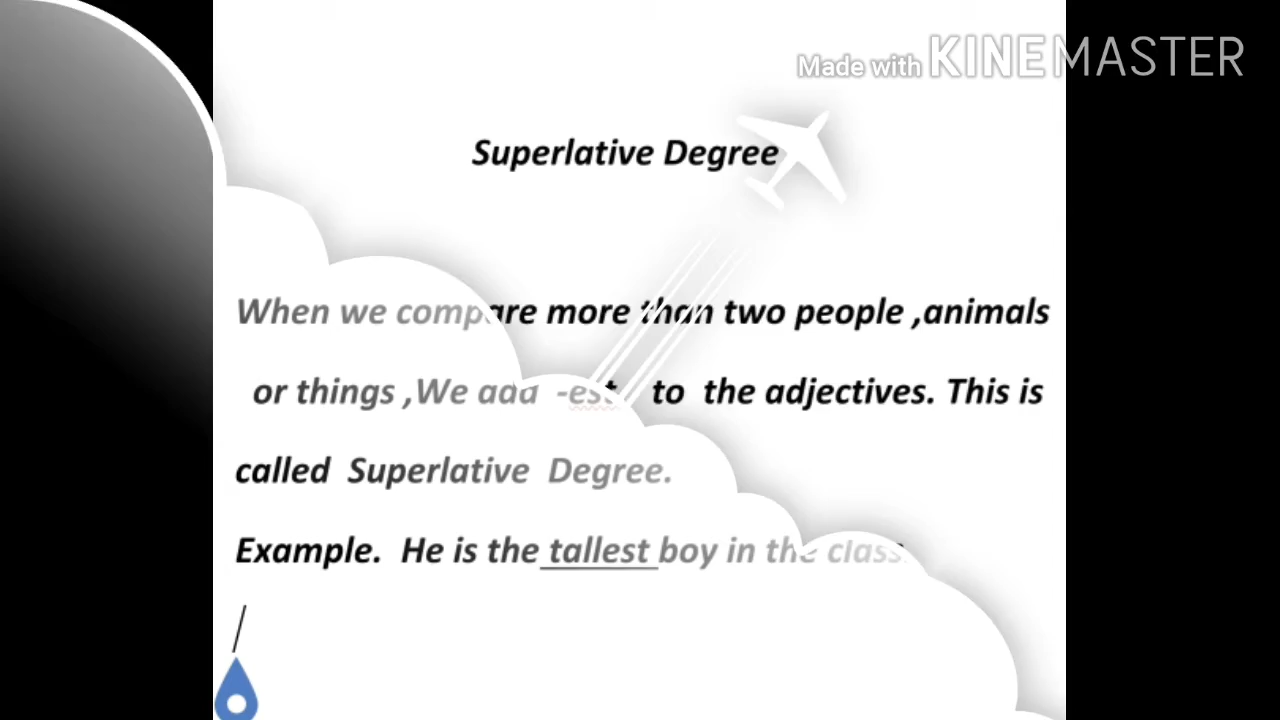 Made with KINEMASTER
Superlative Degree
When we compare more than two people ,animals
or things ,We add -est to the adjectives. This is
called Superlative Degree.
Example. He is the tallest boy in the class.